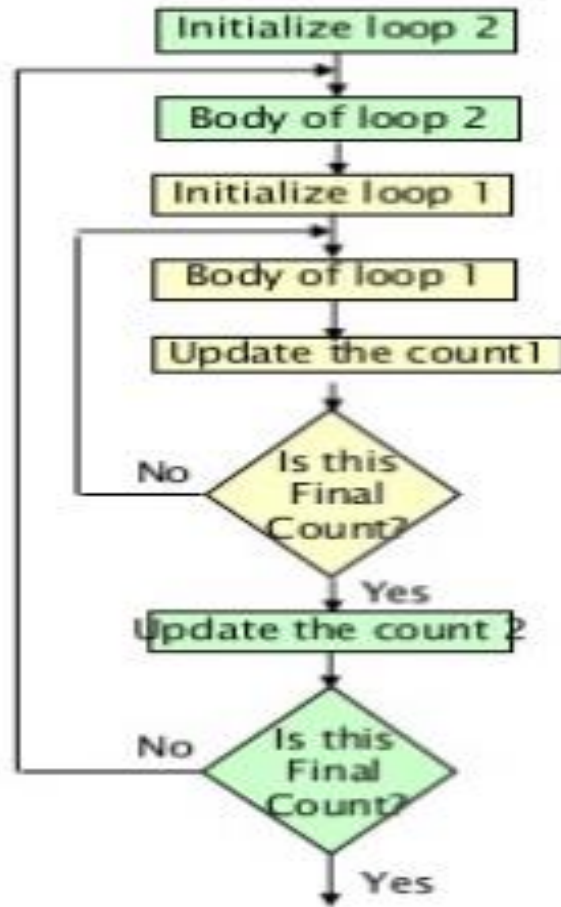 Initialize loop 2
Body of loop 2
Initialize loop 1
Body of loop 1
Update the count1
Is this
Final
Count?
No
Yes
Update the count 2
Is this
Final
Count?
No
Yes